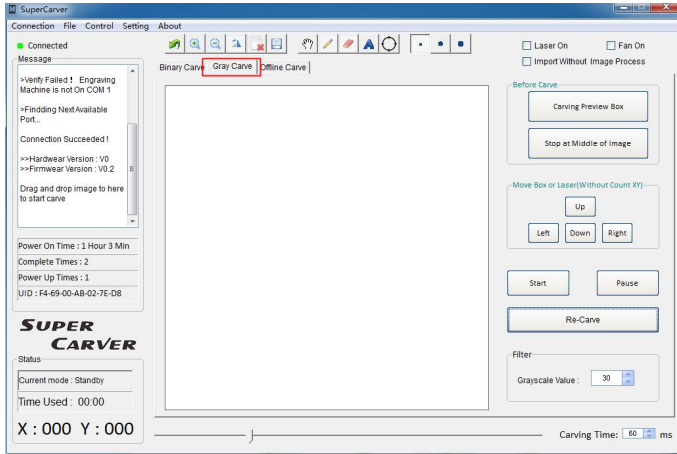 SuperCarver
Connection File Control Setting About
Connected
Message
>Verify Failed ! Engraving
Machine is not On COM 1
>Findding NextAvailable
Port...
Connection Succeeded !
>>Hardwear Version : V0
>>Firmwear Version : V0.2
Drag and drop image to here
to start carve
Power On Time : 1 Hour 3 Min
Complete Times : 2
Power Up Times : 1
UID : F4-69-00-AB-02-7E-D8
SUPER
CARVER
Status
Current mode : Standby
Time Used : 00:00
X : 000 Y : 000
A
Binary Carve Gray Carve Offline Carve
Laser On Fan On
Import Without Image Process
Before Carve
Carving Preview Box
Stop at Middle of Image
Move Box or Laser(Without Count XY)
Up
Left Down Right
Start Pause
Re-Carve
Filter
Grayscale Value : 30
Carving Time: 60 ms